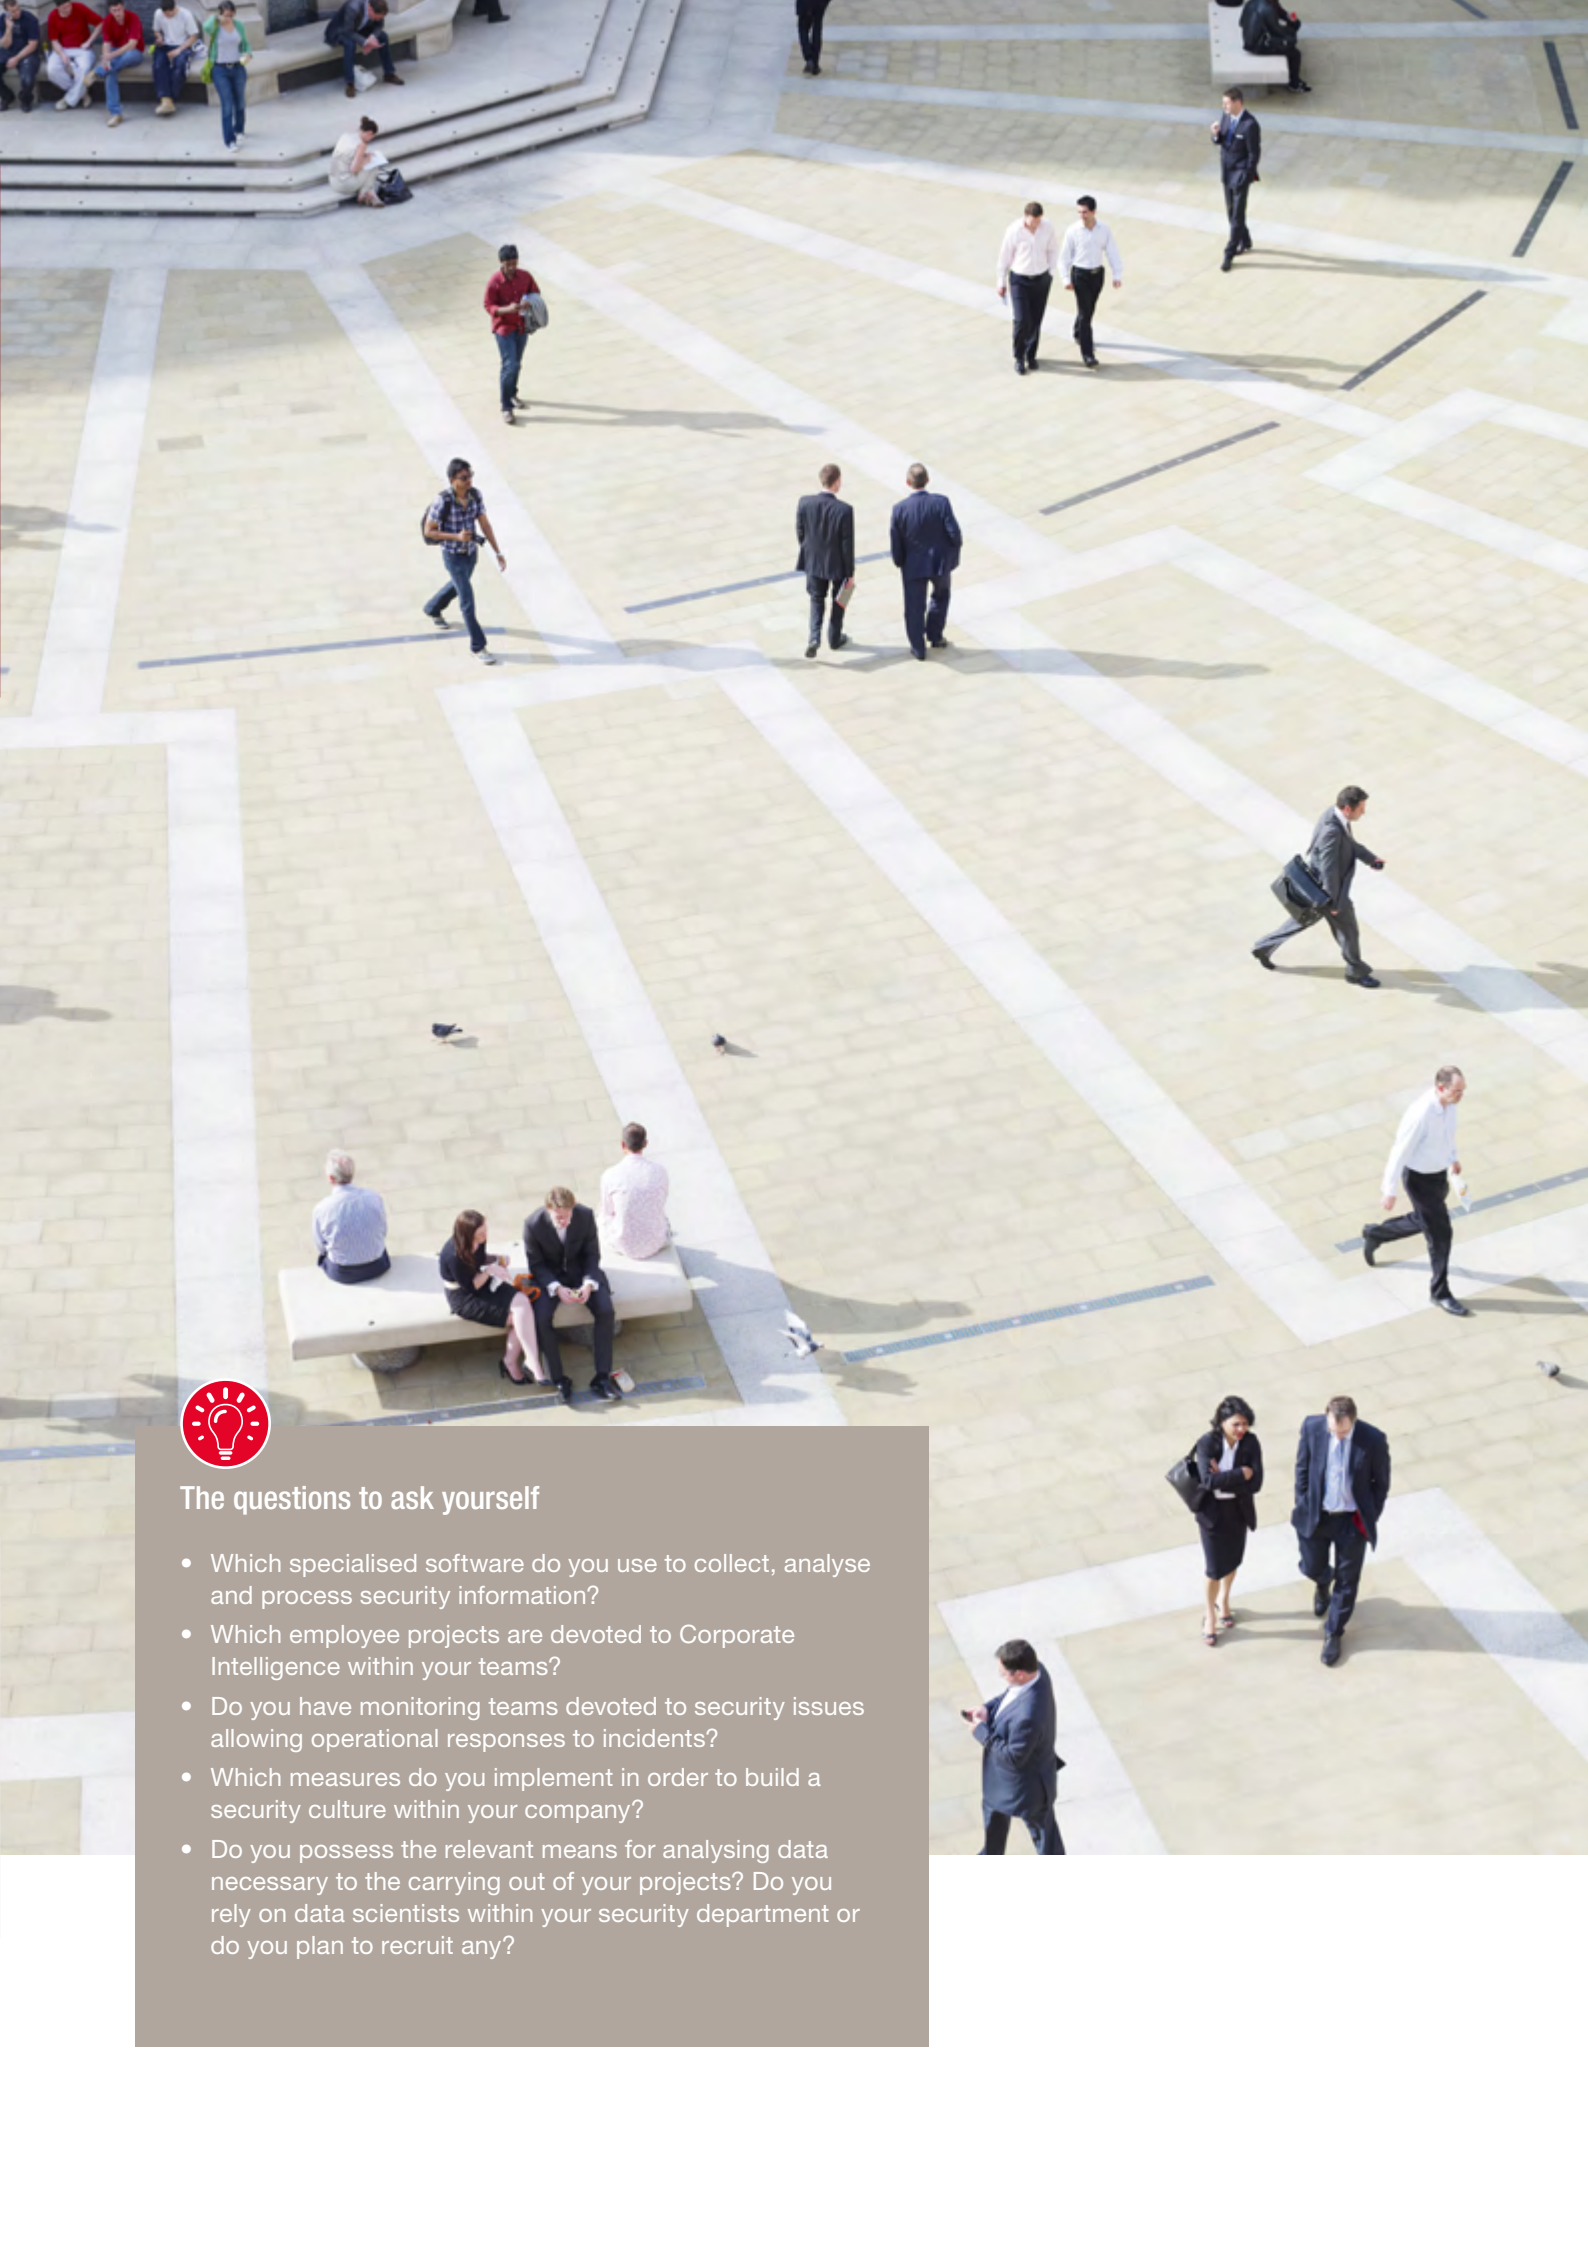 The questions to ask yourself
• Which specialised software do you use to collect, analyse
and process security information?
• Which employee projects are devoted to Corporate
Intelligence within your teams?
• Do you have monitoring teams devoted to security issues
allowing operational responses to incidents?
• Which measures do you implement in order to build a
security culture within your company?
• Do you possess the relevant means for analysing data
necessary to the carrying out of your projects? Do you
rely on data scientists within your security department or
do you plan to recruit any?